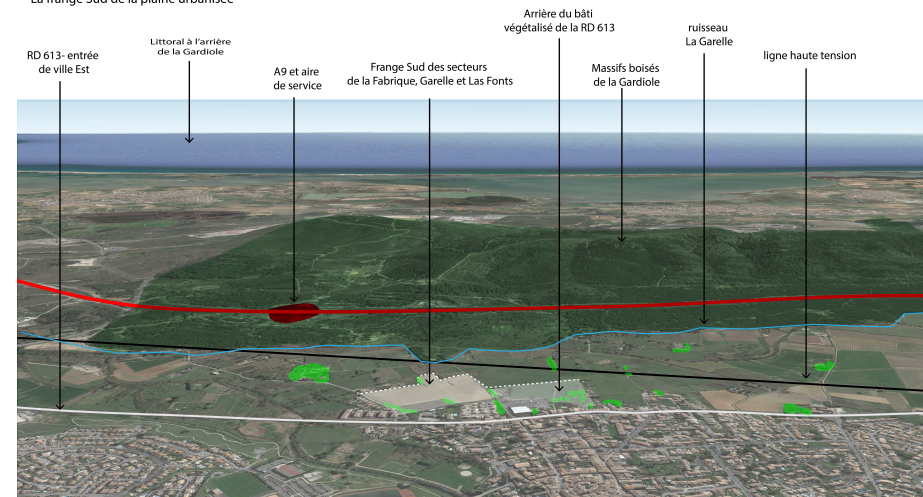 La frange Sud de la plaine urbanisée
Arrière du bâti
végétalisé de la RD 613
RD 613- entrée
de ville Est
Littoral à l'arrière
de la Gardiole
A9 et aire
de service
Frange Sud des secteurs
de la Fabrique, Garelle et Las Fonts
Massifs boisés
de la Gardiole
ruisseau
La Garelle
ligne haute tension